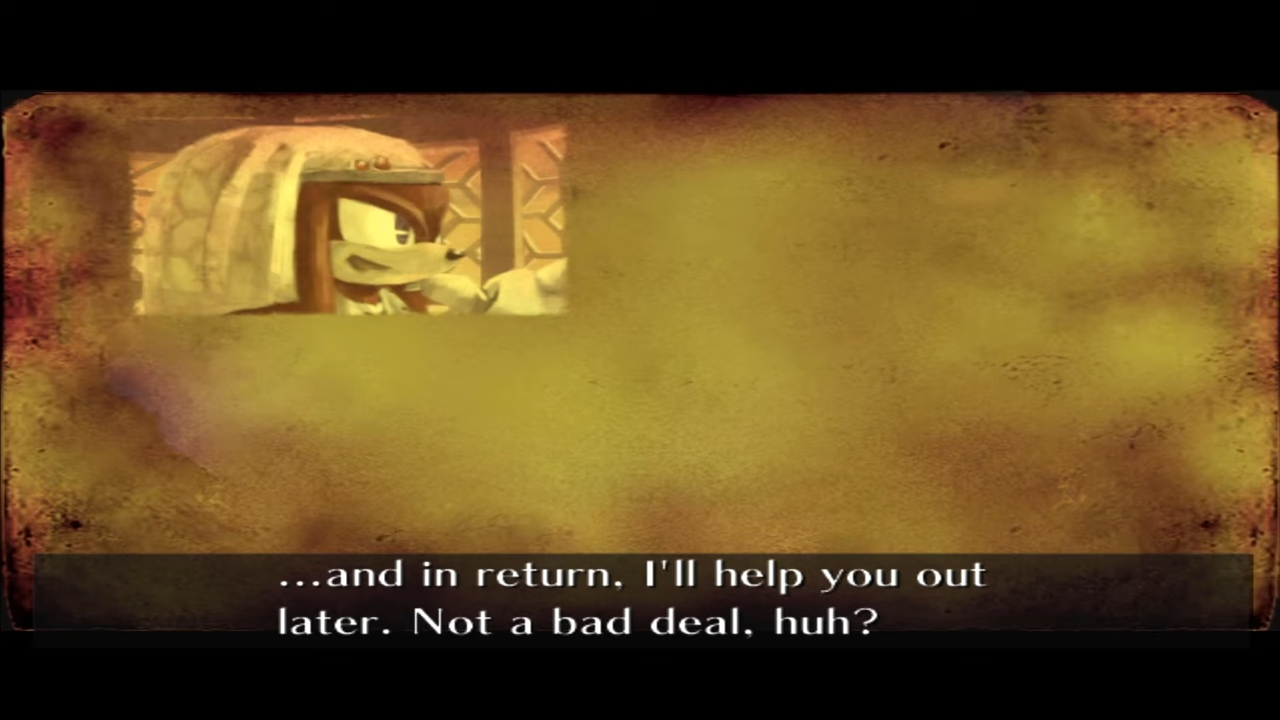 ...and in return, I'll help you out
later. Not a bad deal, huh?